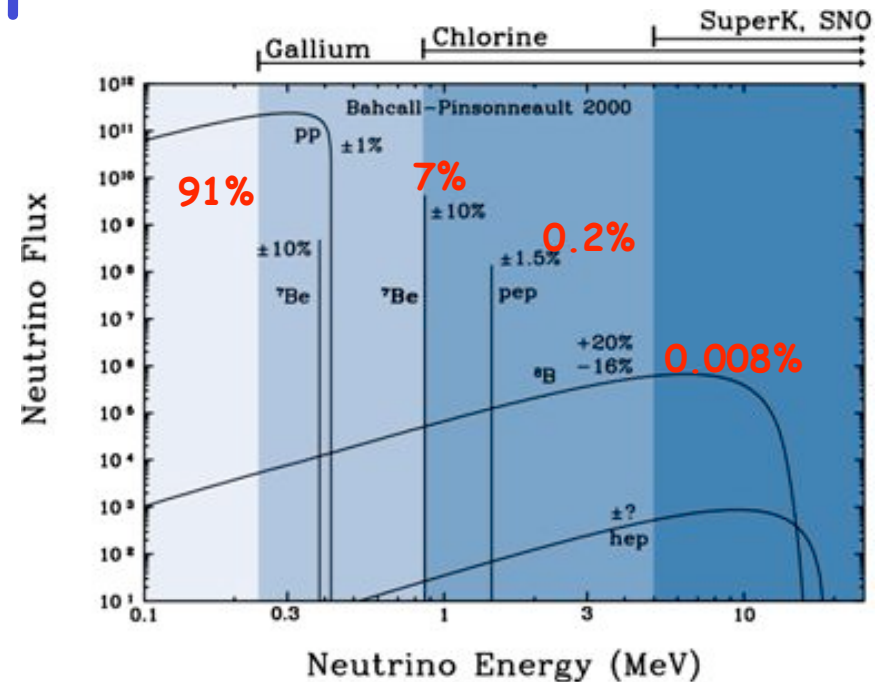 SuperK, SNO
Chlorine
Gallium
Bahcall-Pinsonneault 2000
Neutrino Flux
10¹²
10¹¹
10¹⁰
10⁹
10⁸
10⁷
10⁶
10⁵
10⁴
10³
10²
10¹
pp
±1%
91%
7%
±10%
0.2%
±10%
±1.5%
⁷Be
⁷Be
pep
+20%
-16%
⁸B
0.008%
±?
hep
0.1
0.3
1
3
10
Neutrino Energy (MeV)